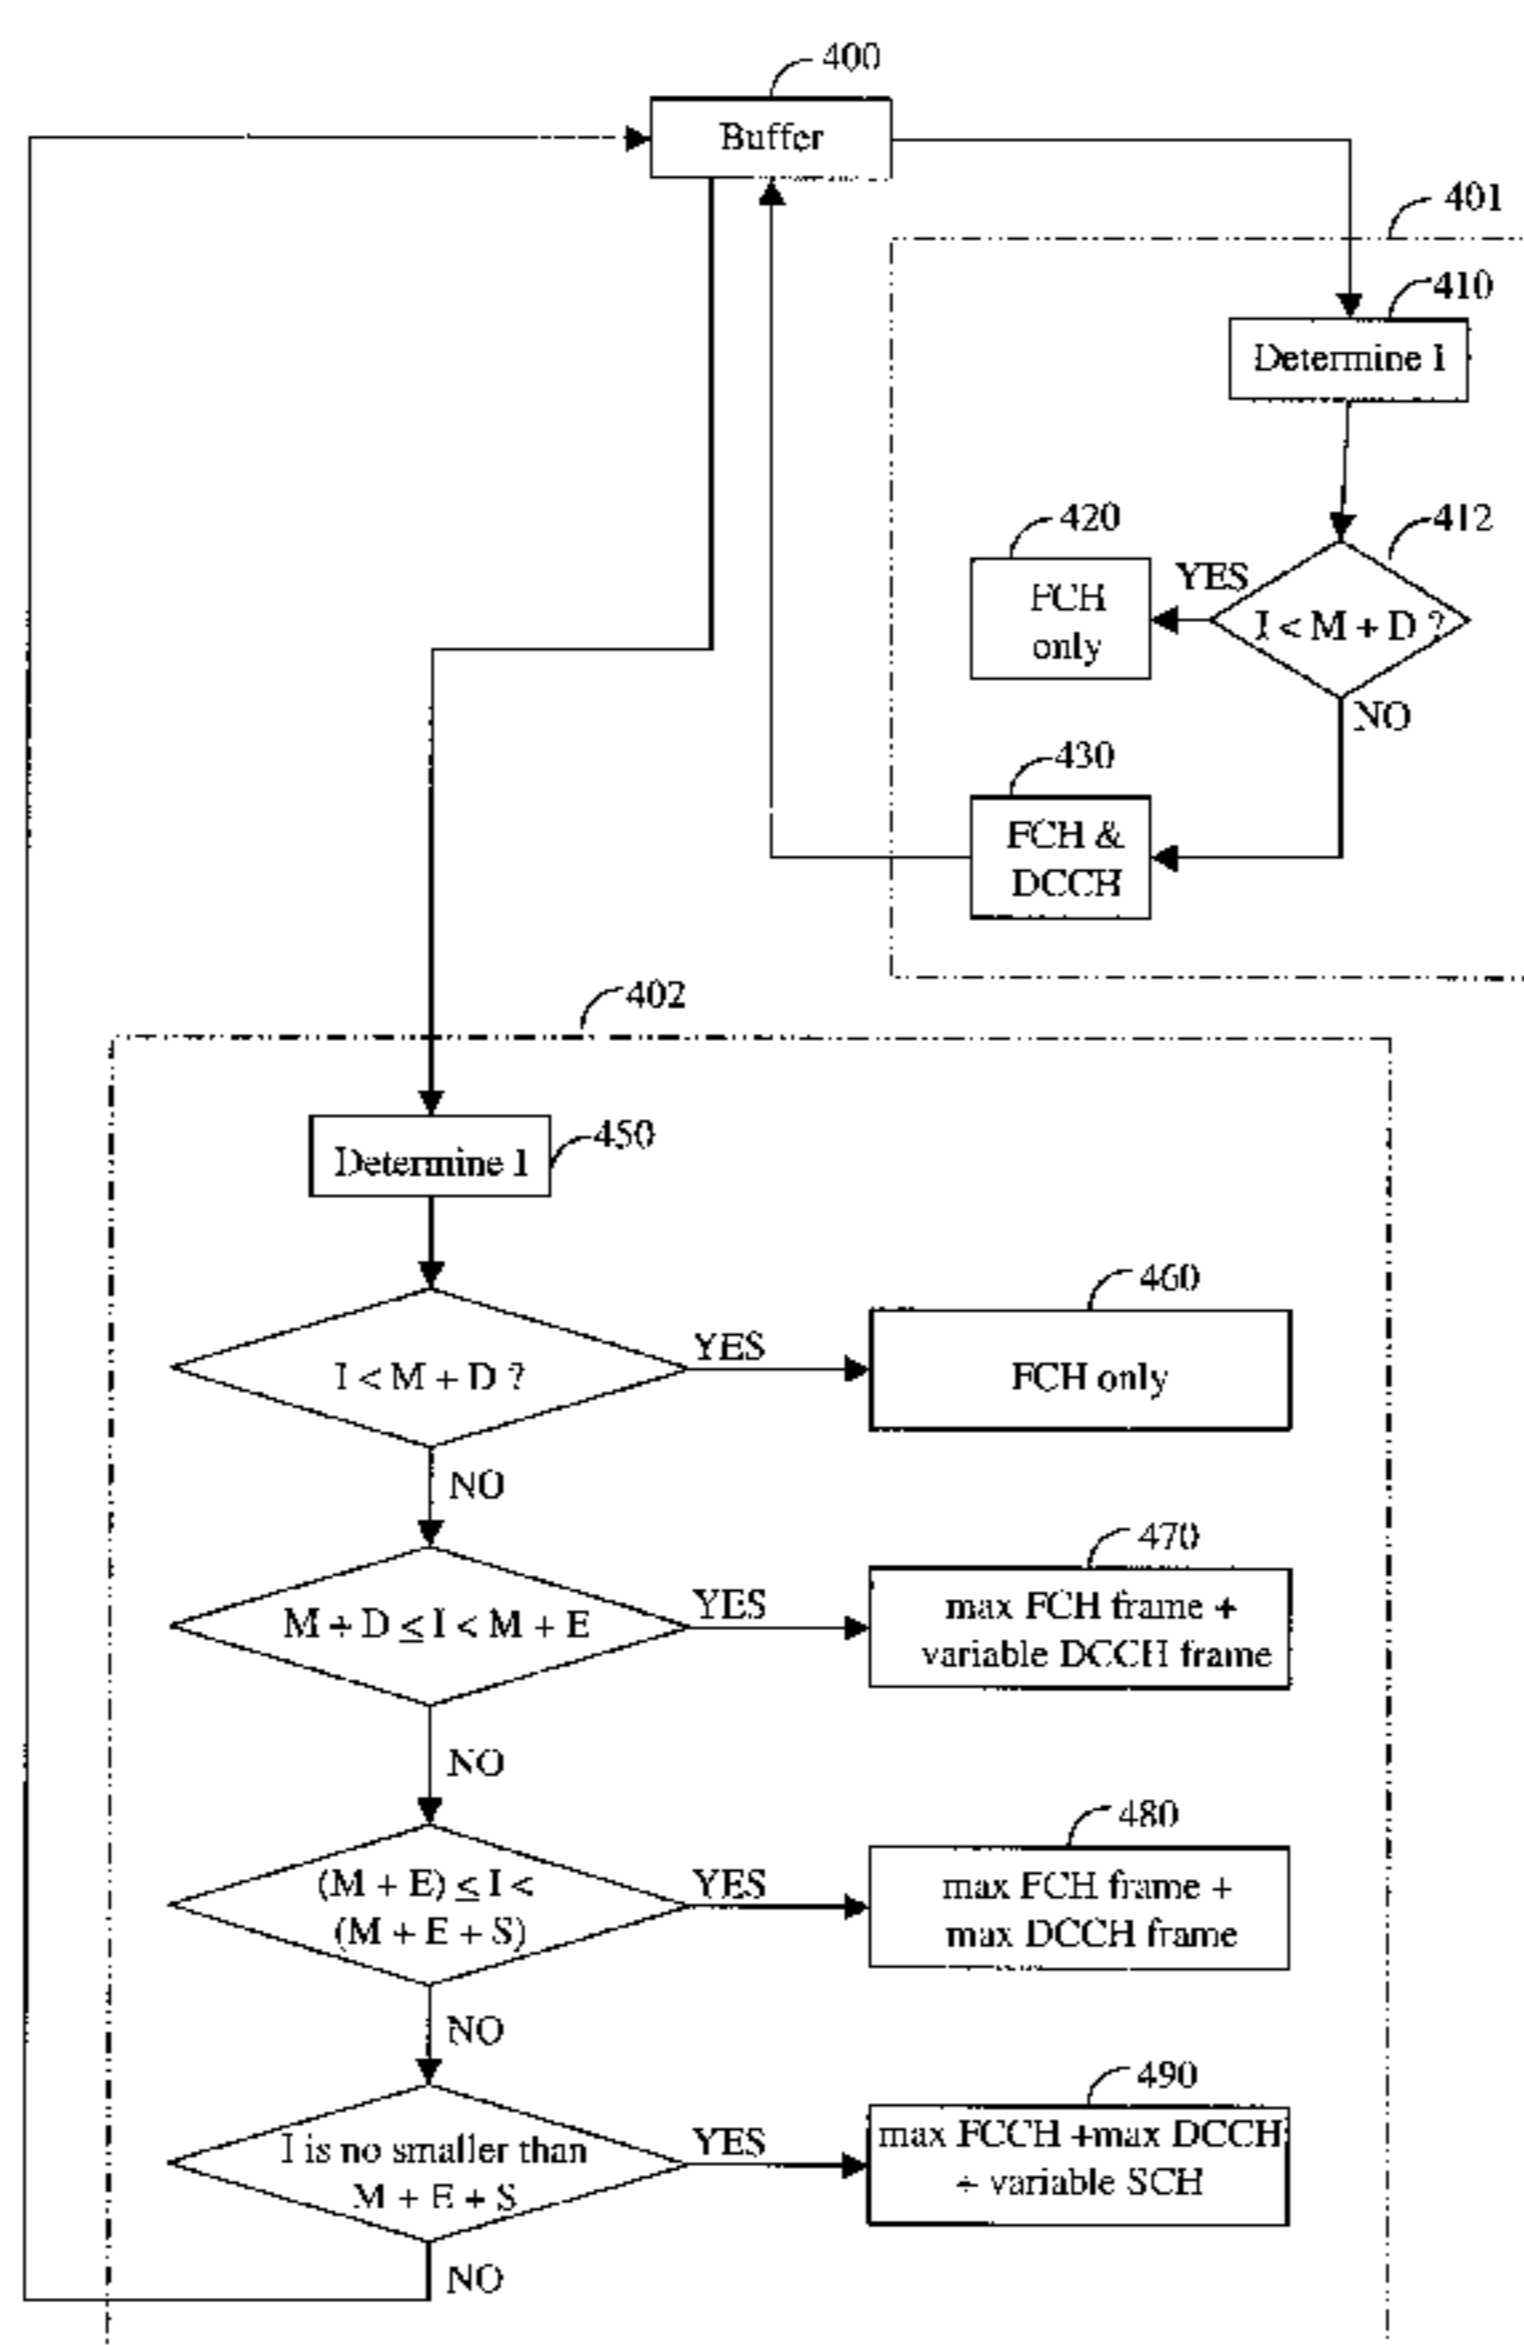 400
Buffer
401
410
Determine I
420
412
YES
FCH
only
I < M + D ?
NO
430
FCH &
DCCH
402
450
Determine I
460
I < M + D ?
YES
FCH only
NO
470
M + D ≤ I < M + E
YES
max FCH frame +
variable DCCH frame
NO
480
(M + E) ≤ I <
(M + E + S)
YES
max FCH frame +
max DCCH frame
NO
490
I is no smaller than
M + E + S
YES
max FCCH +max DCCH
+ variable SCH
NO